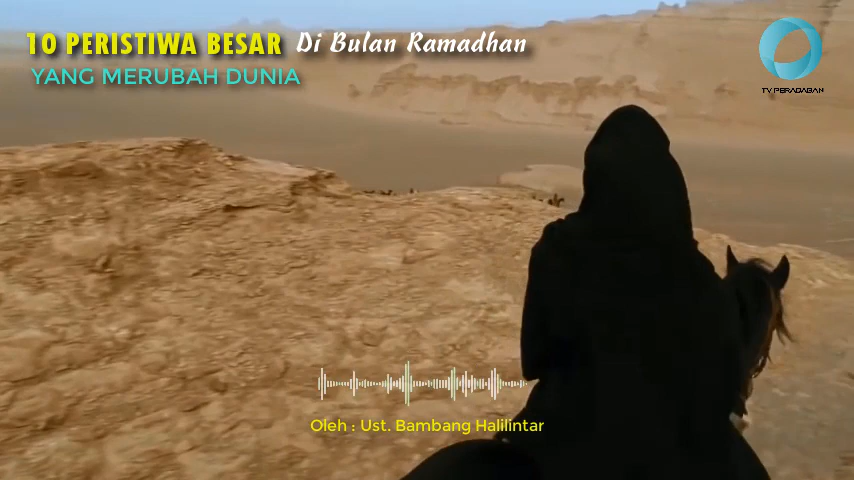 10 PERISTIWA BESAR Di Bulan Ramadhan
YANG MERUBAH DUNIA
TV PERADABAN
Oleh : Ust. Bambang Halilintar